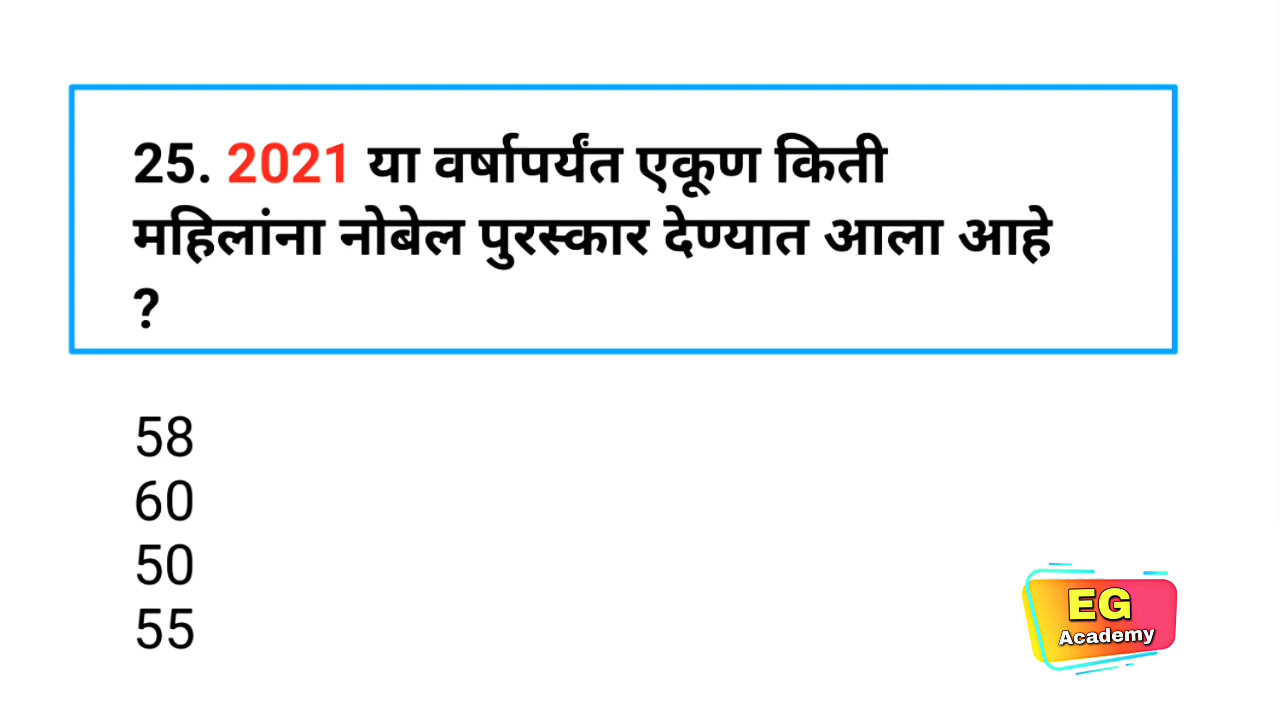 25. 2021 या वर्षापर्यंत एकूण किती
महिलांना नोबेल पुरस्कार देण्यात आला आहे
?
58
60
50
55
EG
Academy